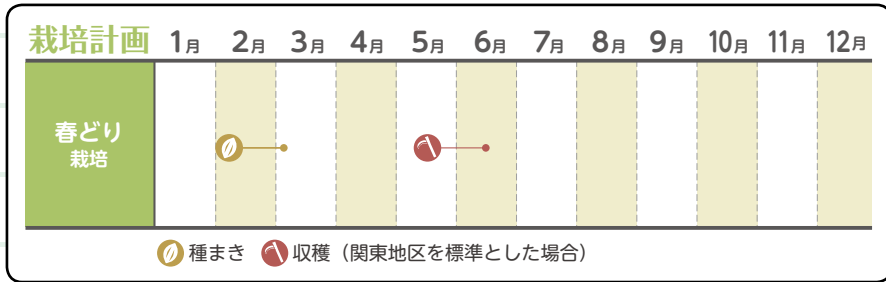 栽培計画 1月 2月 3月 4月 5月 6月 7月 8月 9月 10月 11月 12月
春どり
栽培
種まき 収穫（関東地区を標準とした場合）